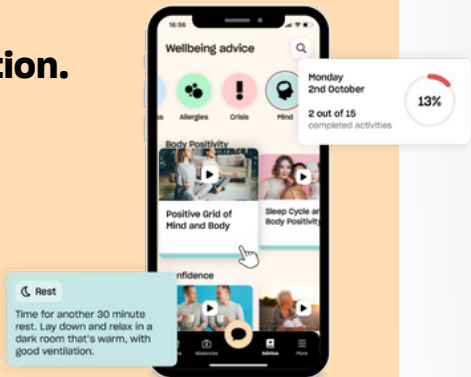 tion.
16:56
Wellbeing advice
Allergies
Crisis
Mind
Monday
2nd October
2 out of 15
completed activities
13%
Body Positivity
Positive Grid of
Mind and Body
Sleep Cycle
Body Positivity
nfidence
Rest
Time for another 30 minute
rest. Lay down and relax in a
dark room that's warm, with
good ventilation.
Absences
Advice
More